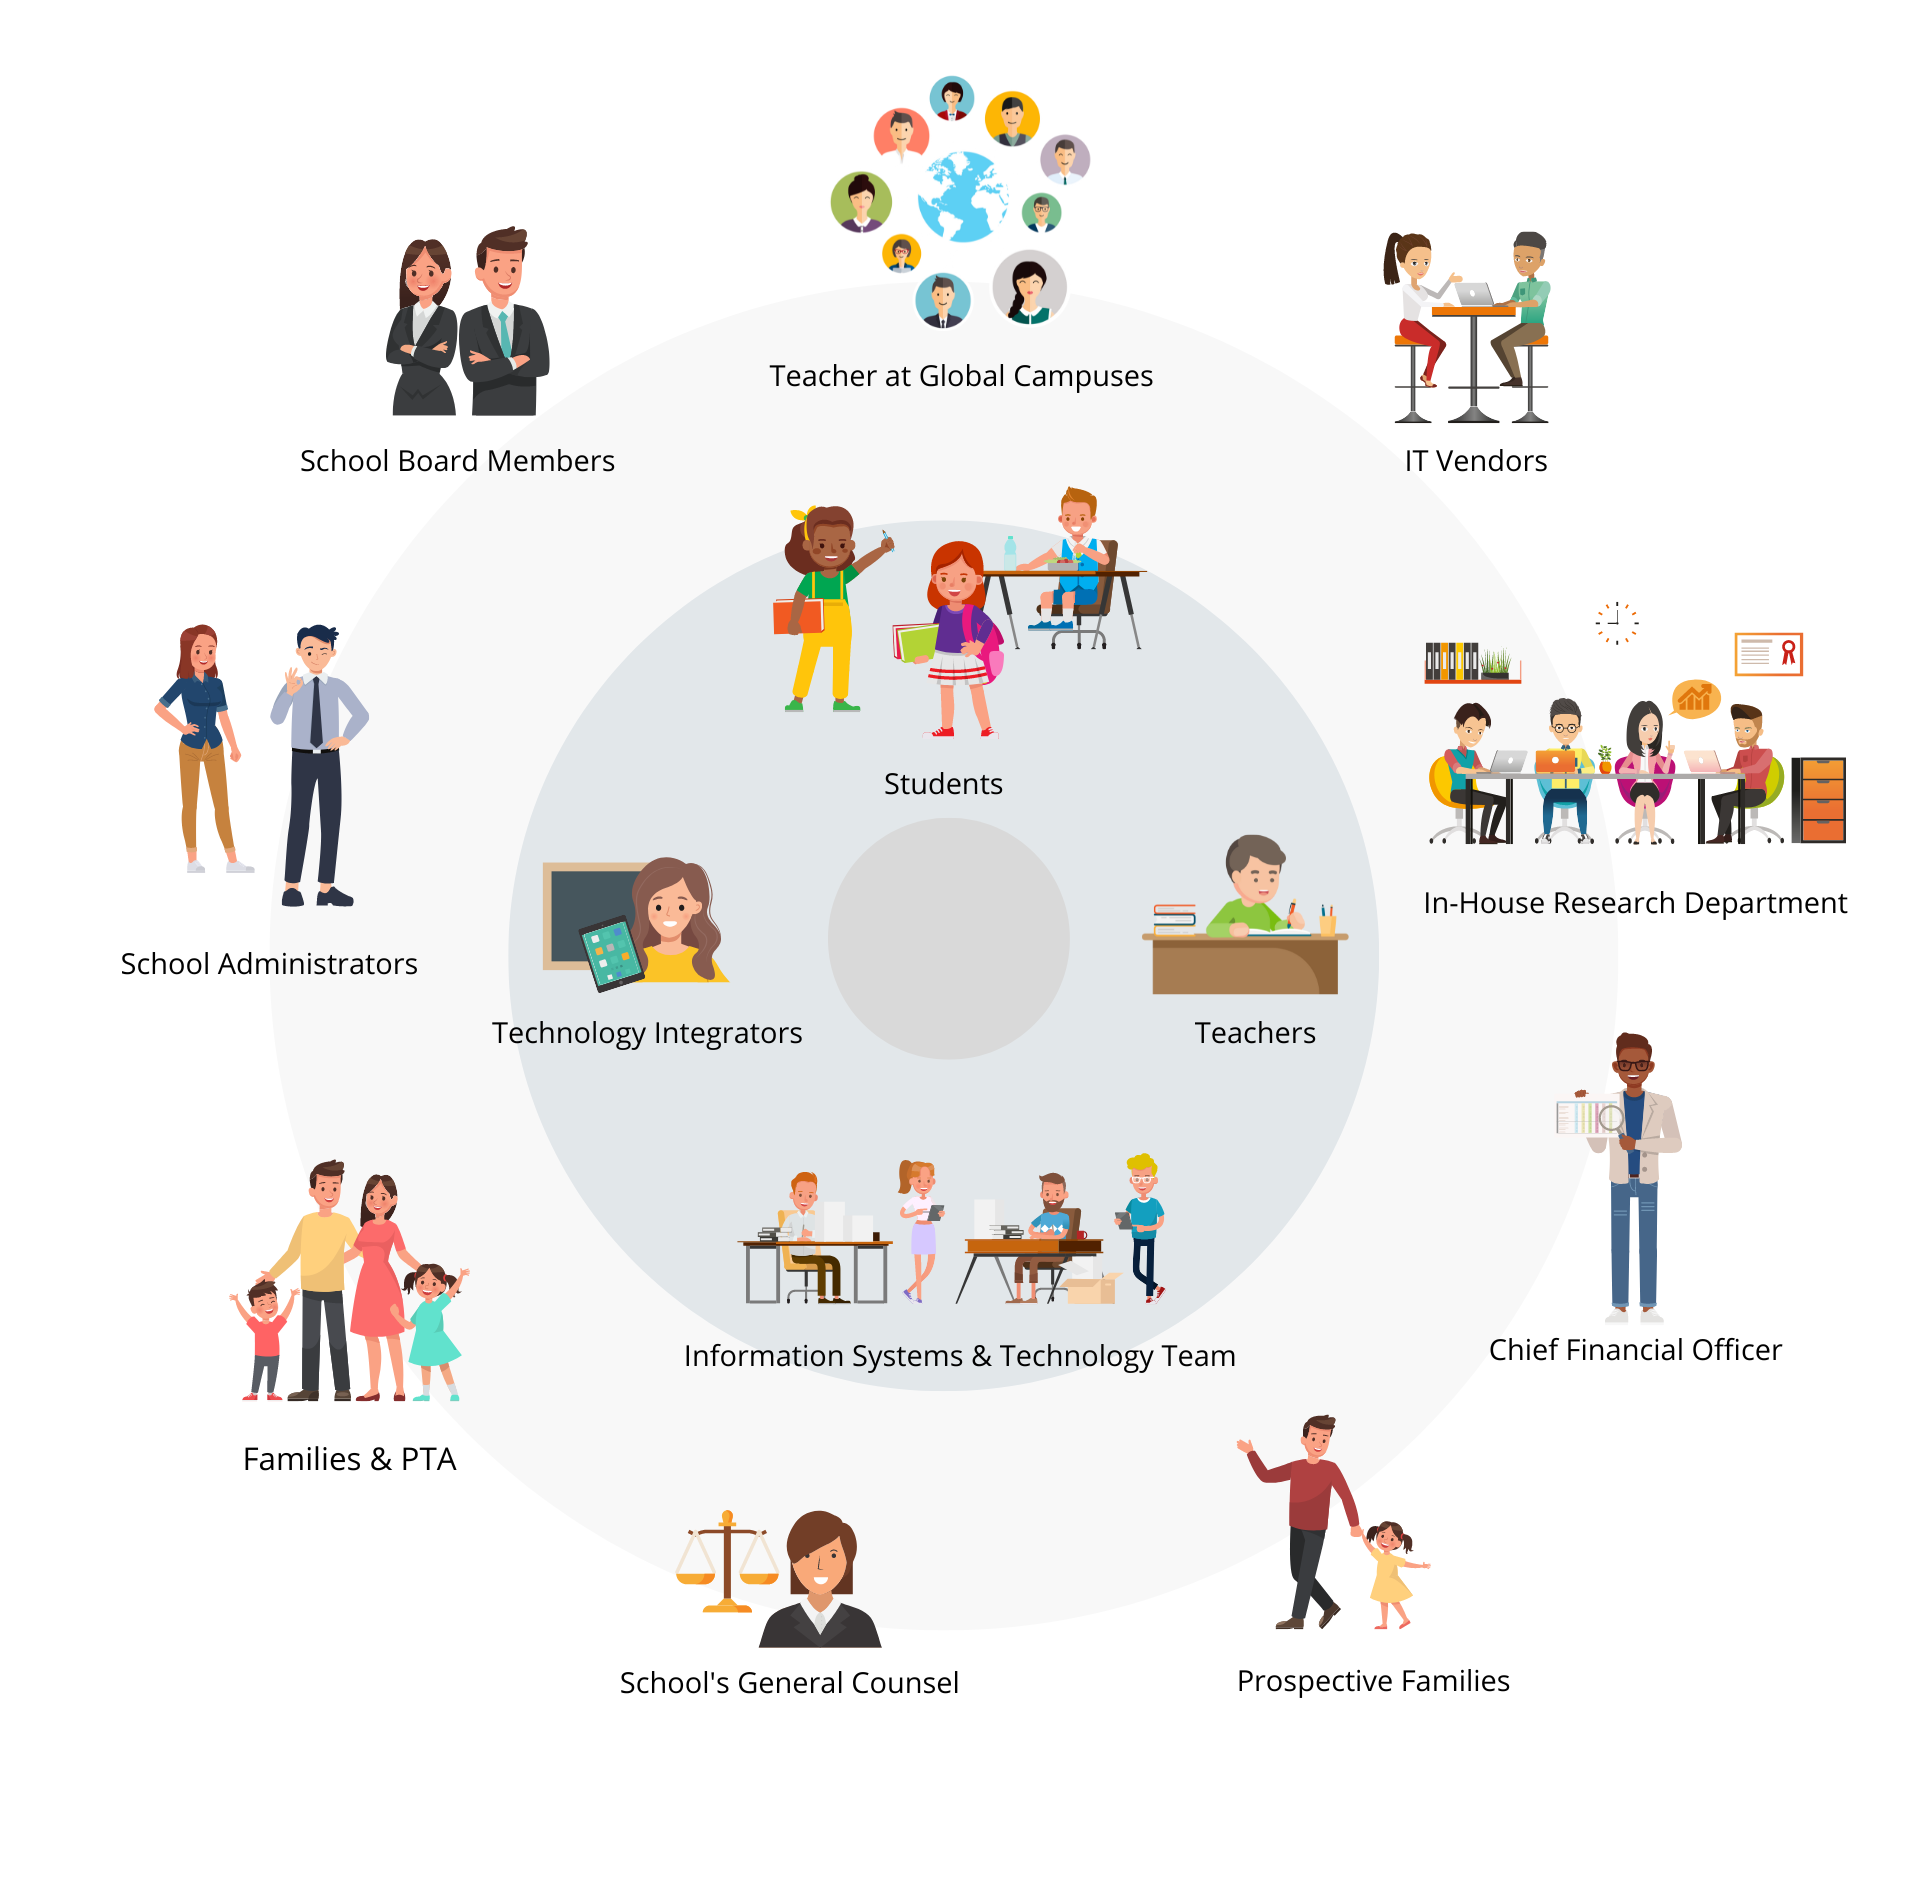 Teacher at Global Campuses
School Board Members
IT Vendors
Students
In-House Research Department
School Administrators
Technology Integrators
Teachers
Chief Financial Officer
Information Systems & Technology Team
Families & PTA
School's General Counsel
Prospective Families